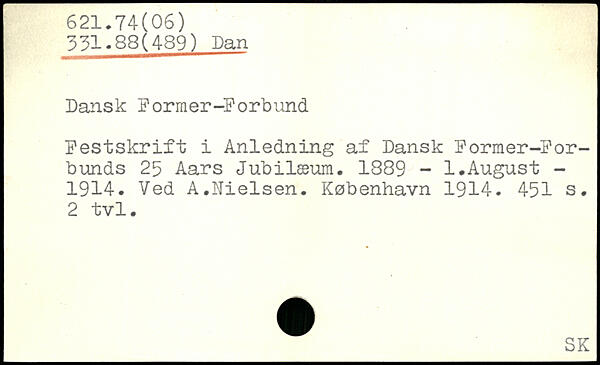 621.74(06)
331.88(489) Dan
Dansk Former-Forbund
Festskrift i Anledning af Dansk Former-For-
bunds 25 Aars Jubilæum. 1889 - 1.August -
1914. Ved A.Nielsen. København 1914. 451 s.
2 tvl.
SK